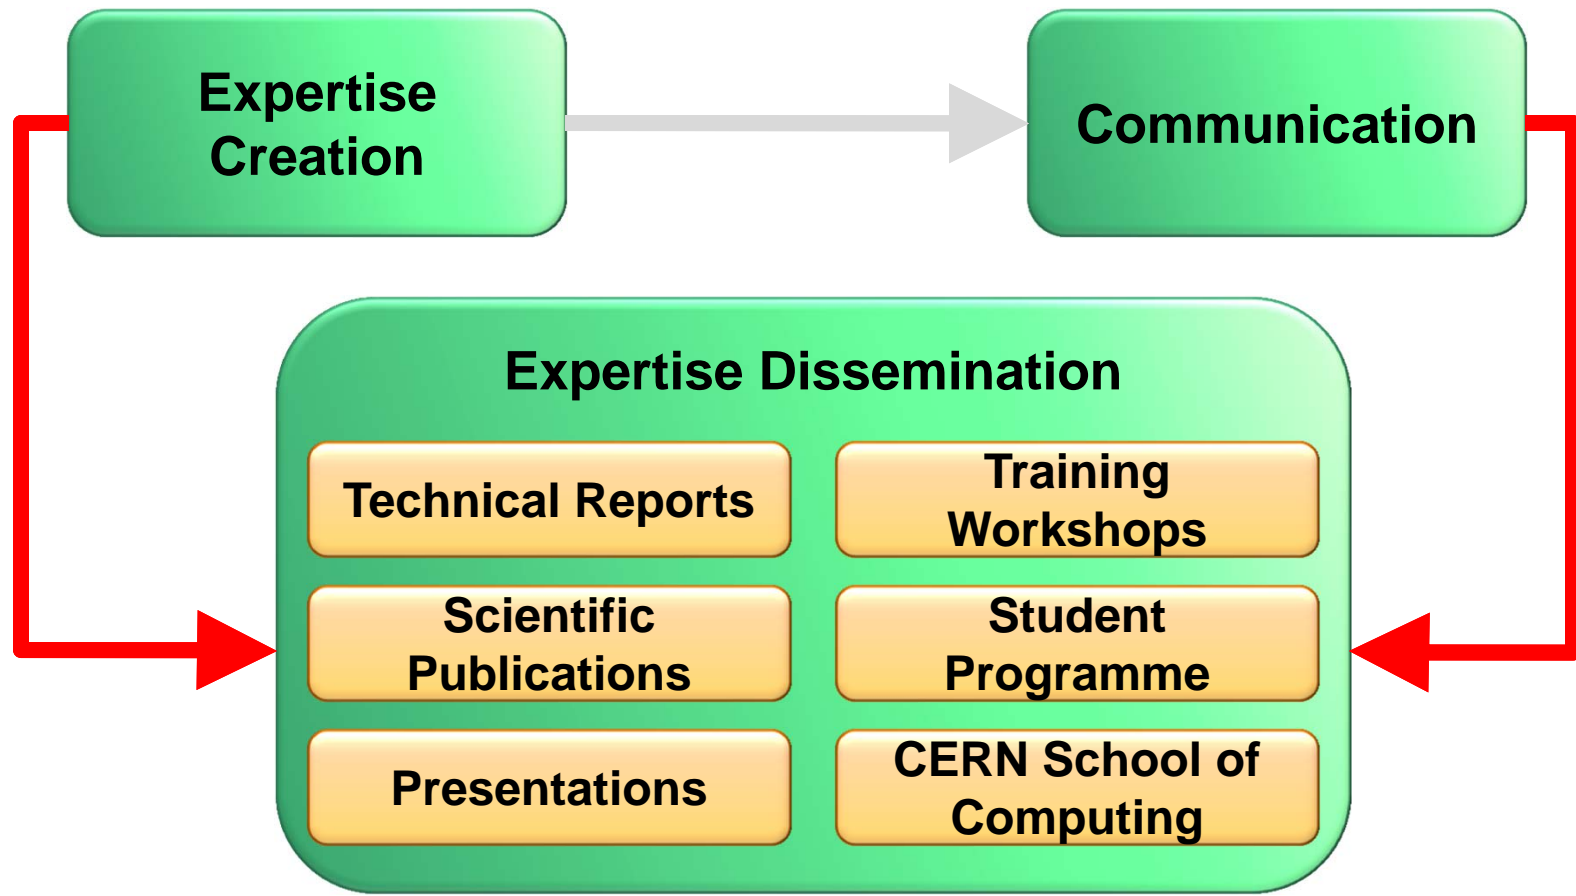 Expertise
Creation
Communication
Expertise Dissemination
Technical Reports
Training
Workshops
Scientific
Publications
Student
Programme
Presentations
CERN School of
Computing